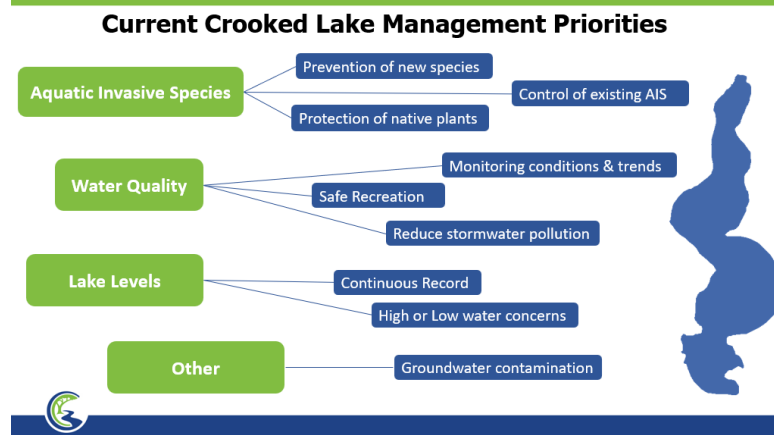 Current Crooked Lake Management Priorities
Aquatic Invasive Species
Prevention of new species
Control of existing AIS
Protection of native plants
Water Quality
Monitoring conditions & trends
Safe Recreation
Reduce stormwater pollution
Lake Levels
Continuous Record
High or Low water concerns
Other
Groundwater contamination